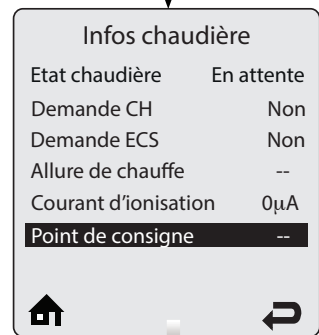 Infos chaudière
Etat chaudière En attente
Demande CH Non
Demande ECS Non
Allure de chauffe --
Courant d'ionisation 0µA
Point de consigne --